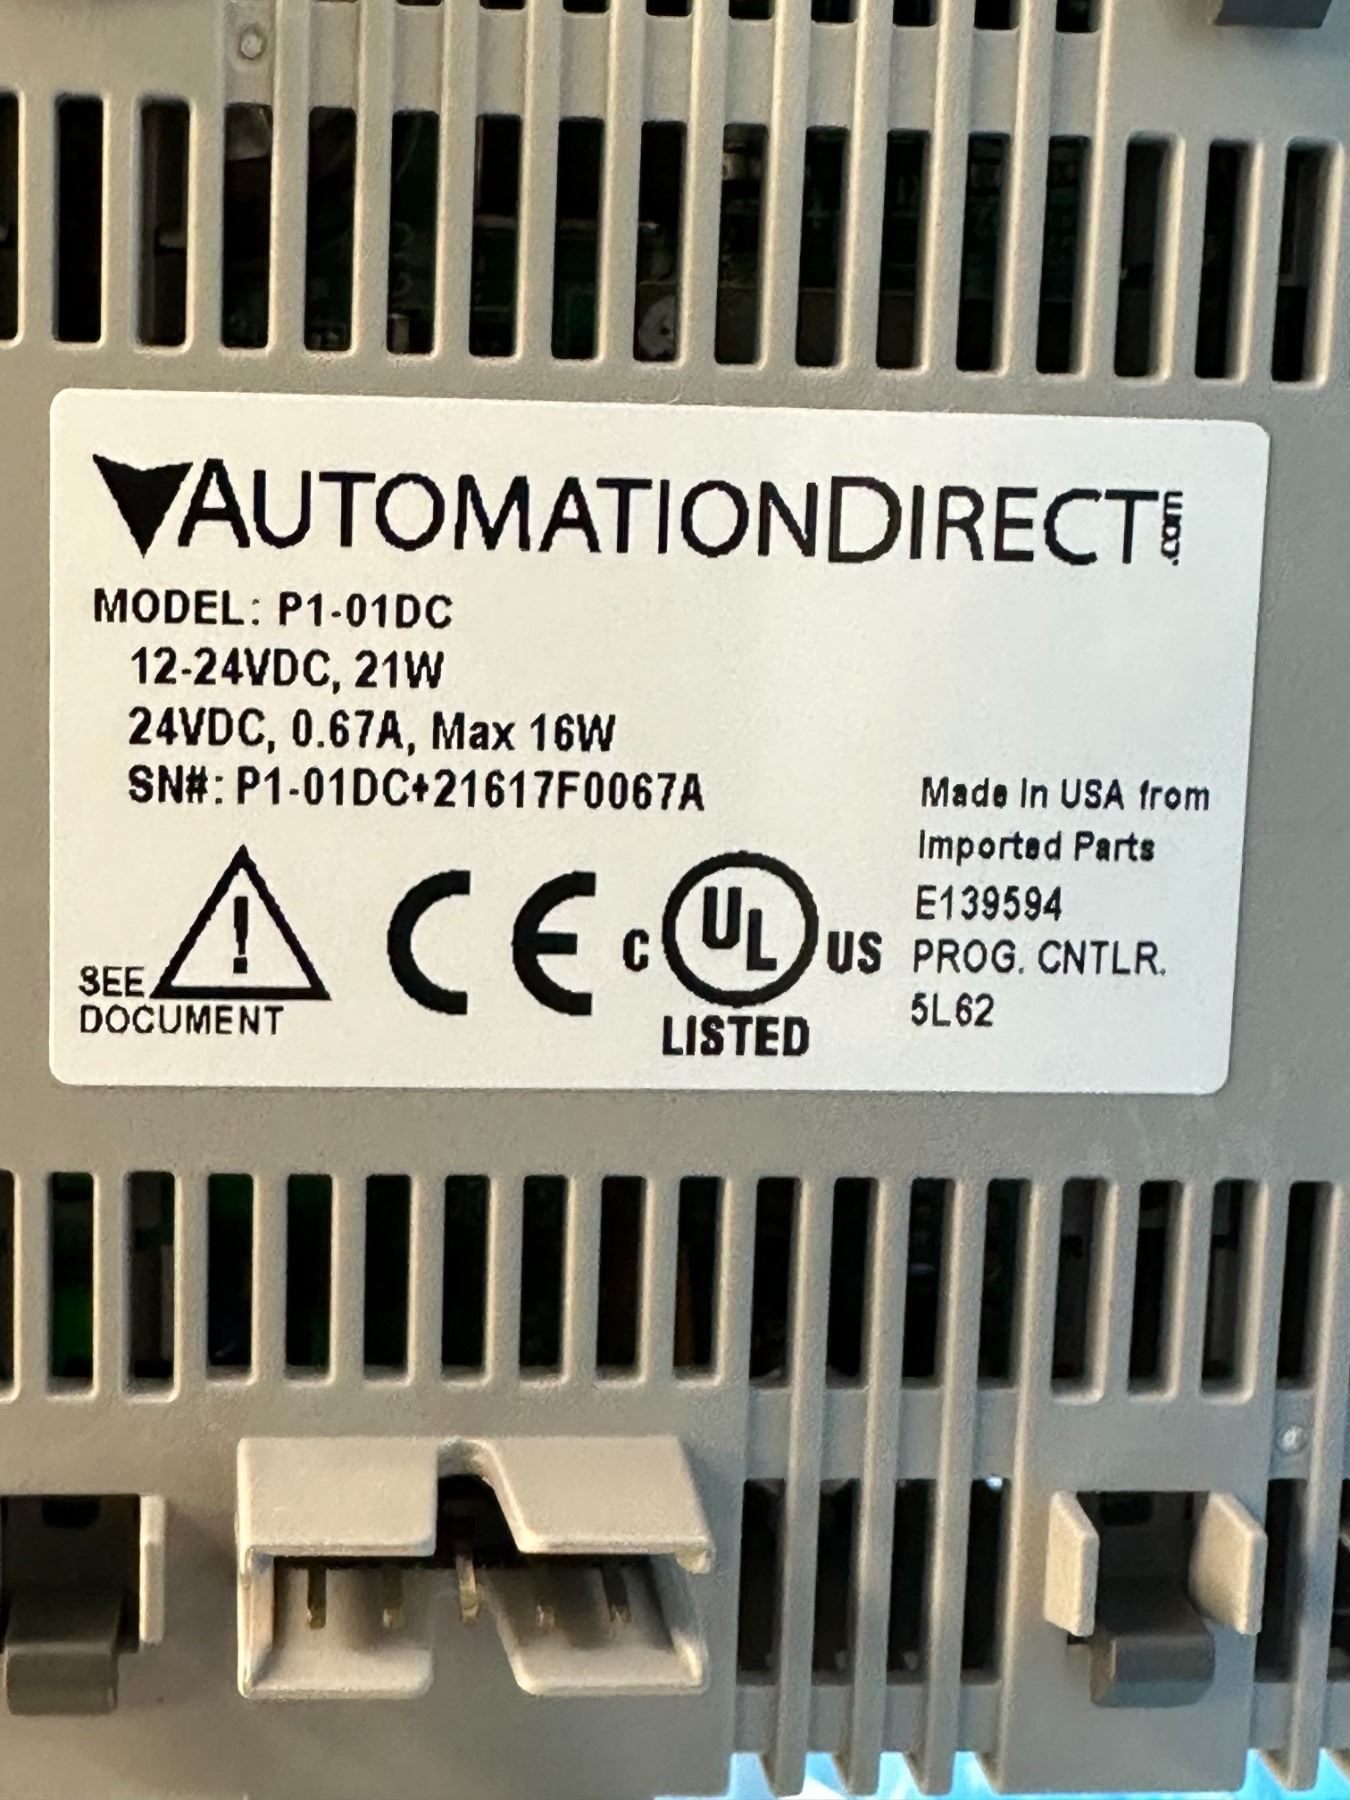 AUTOMATIONDIRECT.com
MODEL: P1-01DC
12-24VDC, 21W
24VDC, 0.67A, Max 16W
SN#: P1-01DC+21617F0067A
Made in USA from
Imported Parts
E139594
PROG. CNTLR.
5L62
!
SEE
DOCUMENT
CE
C UL US
LISTED